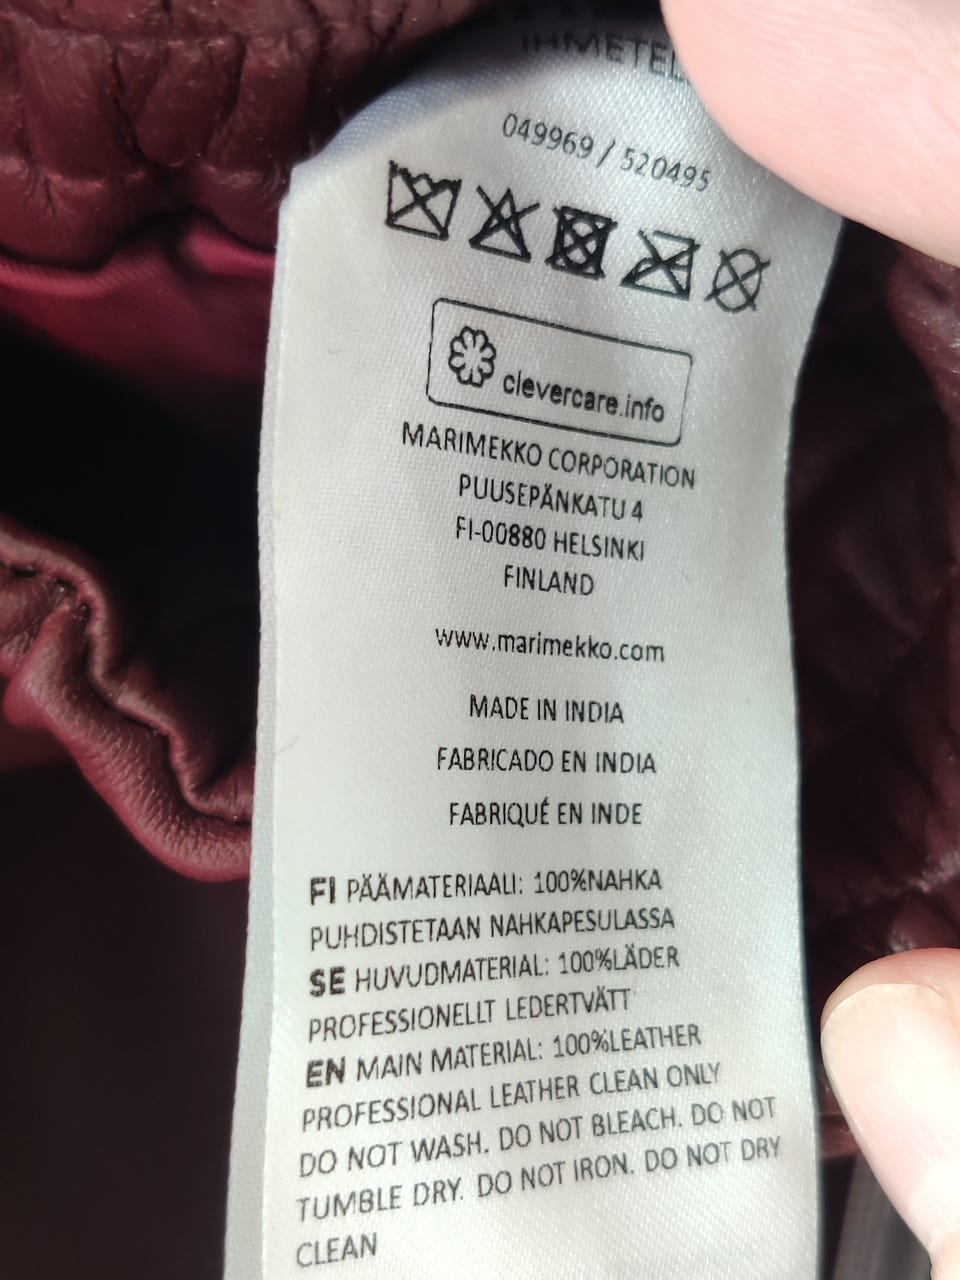 IHMETEL
049969 / 520495
clevercare.info
MARIMEKKO CORPORATION
PUUSEPÄNKATU 4
FI-00880 HELSINKI
FINLAND
www.marimekko.com
MADE IN INDIA
FABRICADO EN INDIA
FABRIQUÉ EN INDE
FI PÄÄMATERIAALI: 100%NAHKA
PUHDISTETAAN NAHKAPESULASSA
SE HUVUDMATERIAL: 100%LÄDER
PROFESSIONELLT LEDERTVÄTT
EN MAIN MATERIAL: 100%LEATHER
PROFESSIONAL LEATHER CLEAN ONLY
DO NOT WASH. DO NOT BLEACH. DO NOT
TUMBLE DRY. DO NOT IRON. DO NOT DRY
CLEAN